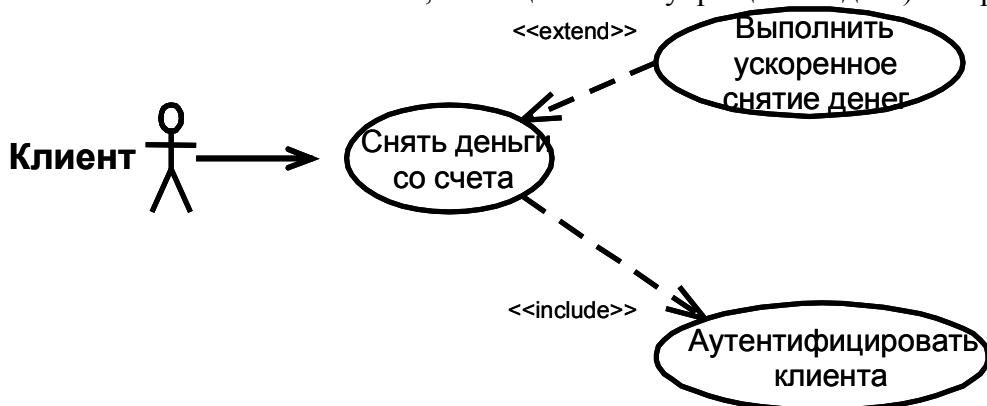 <<extend>>
Выполнить
ускоренное
снятие денег
Клиент
Снять деньги
со счета
<<include>>
Аутентифицировать
клиента